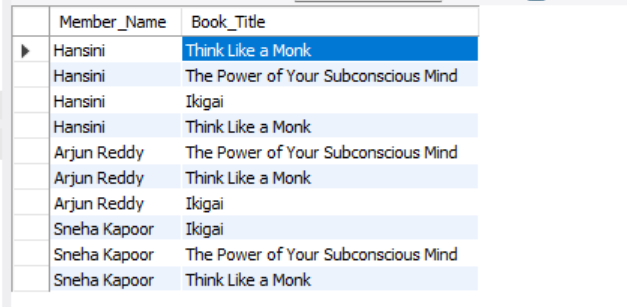 Member_Name Book_Title
Hansini Think Like a Monk
Hansini The Power of Your Subconscious Mind
Hansini Ikigai
Hansini Think Like a Monk
Arjun Reddy The Power of Your Subconscious Mind
Arjun Reddy Think Like a Monk
Arjun Reddy Ikigai
Sneha Kapoor Ikigai
Sneha Kapoor The Power of Your Subconscious Mind
Sneha Kapoor Think Like a Monk